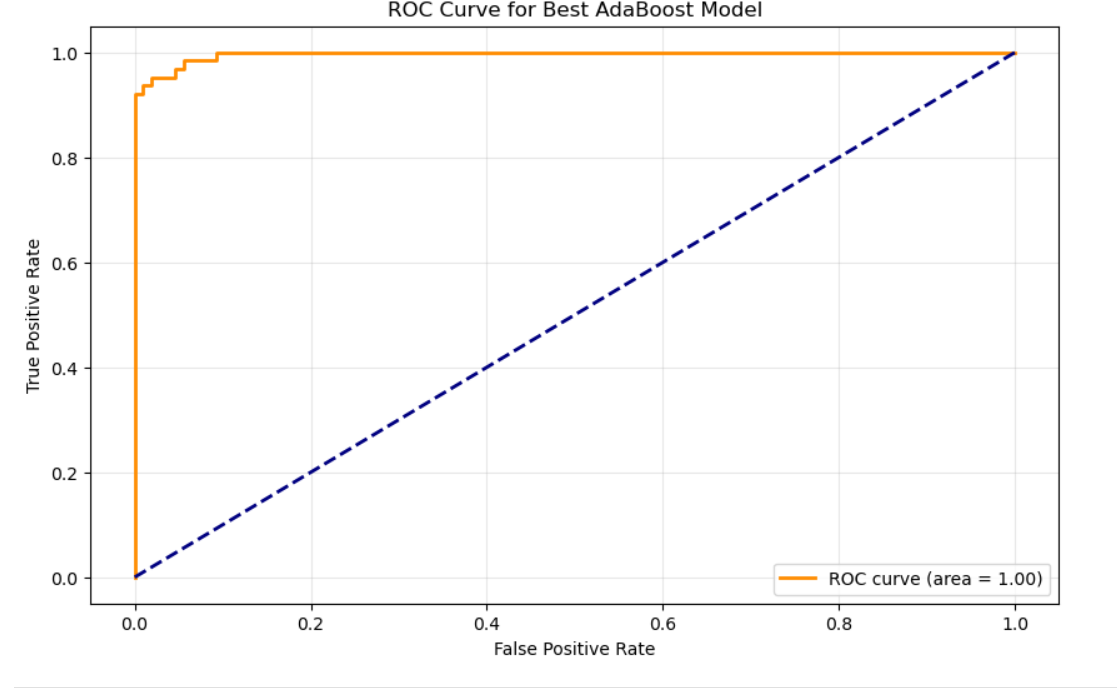 ROC Curve for Best AdaBoost Model
True Positive Rate
1.0
0.8
0.6
0.4
0.2
0.0
ROC curve (area = 1.00)
0.0 0.2 0.4 0.6 0.8 1.0
False Positive Rate